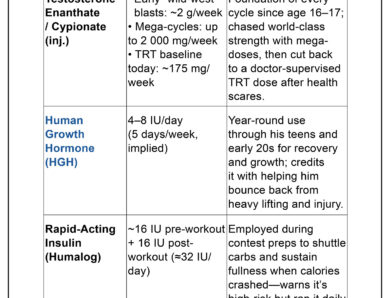 Testosterone
Enanthate
/ Cypionate
(inj.)
Early "wild-west"
blasts: ~2 g/week
• Mega-cycles: up
to 2 000 mg/week
• TRT baseline
today: ~175 mg/
week
Foundation of every
cycle since age 16–17;
chased world-class
strength with mega-
doses, then cut back
to a doctor-supervised
TRT dose after health
scares.
Human
Growth
Hormone
(HGH)
4–8 IU/day
(5 days/week,
implied)
Year-round use
through his teens and
early 20s for recovery
and growth; credits
it with helping him
bounce back from
heavy lifting and injury.
Rapid-Acting
Insulin
(Humalog)
~16 IU pre-workout
+ 16 IU post-
workout (≈32 IU/
day)
Employed during
contest preps to shuttle
carbs and sustain
fullness when calories
crashed—warns it's
high-risk but ran it daily